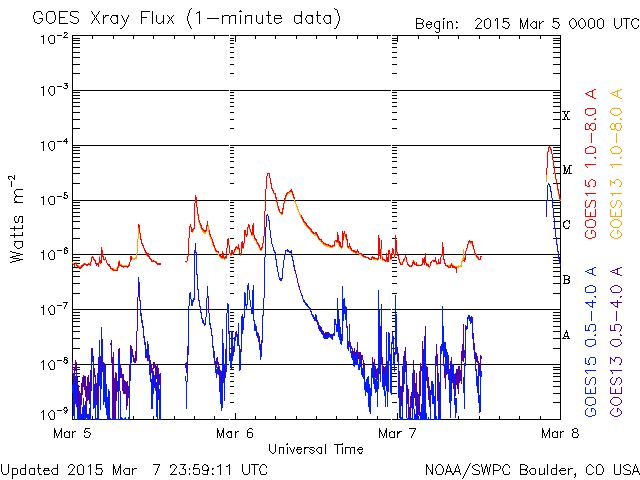 GOES Xray Flux (1-minute data)
Begin: 2015 Mar 5 0000 UTC
10-2
10-3
10-4
10-5
10-6
10-7
10-8
10-9
Watts m-2
X
M
C
B
A
GOES15 1.0-8.0 A
GOES13 1.0-8.0 A
GOES15 0.5-4.0 A
GOES13 0.5-4.0 A
Mar 5
Mar 6
Mar 7
Mar 8
Universal Time
Updated 2015 Mar 7 23:59:11 UTC
NOAA/SWPC Boulder, CO USA